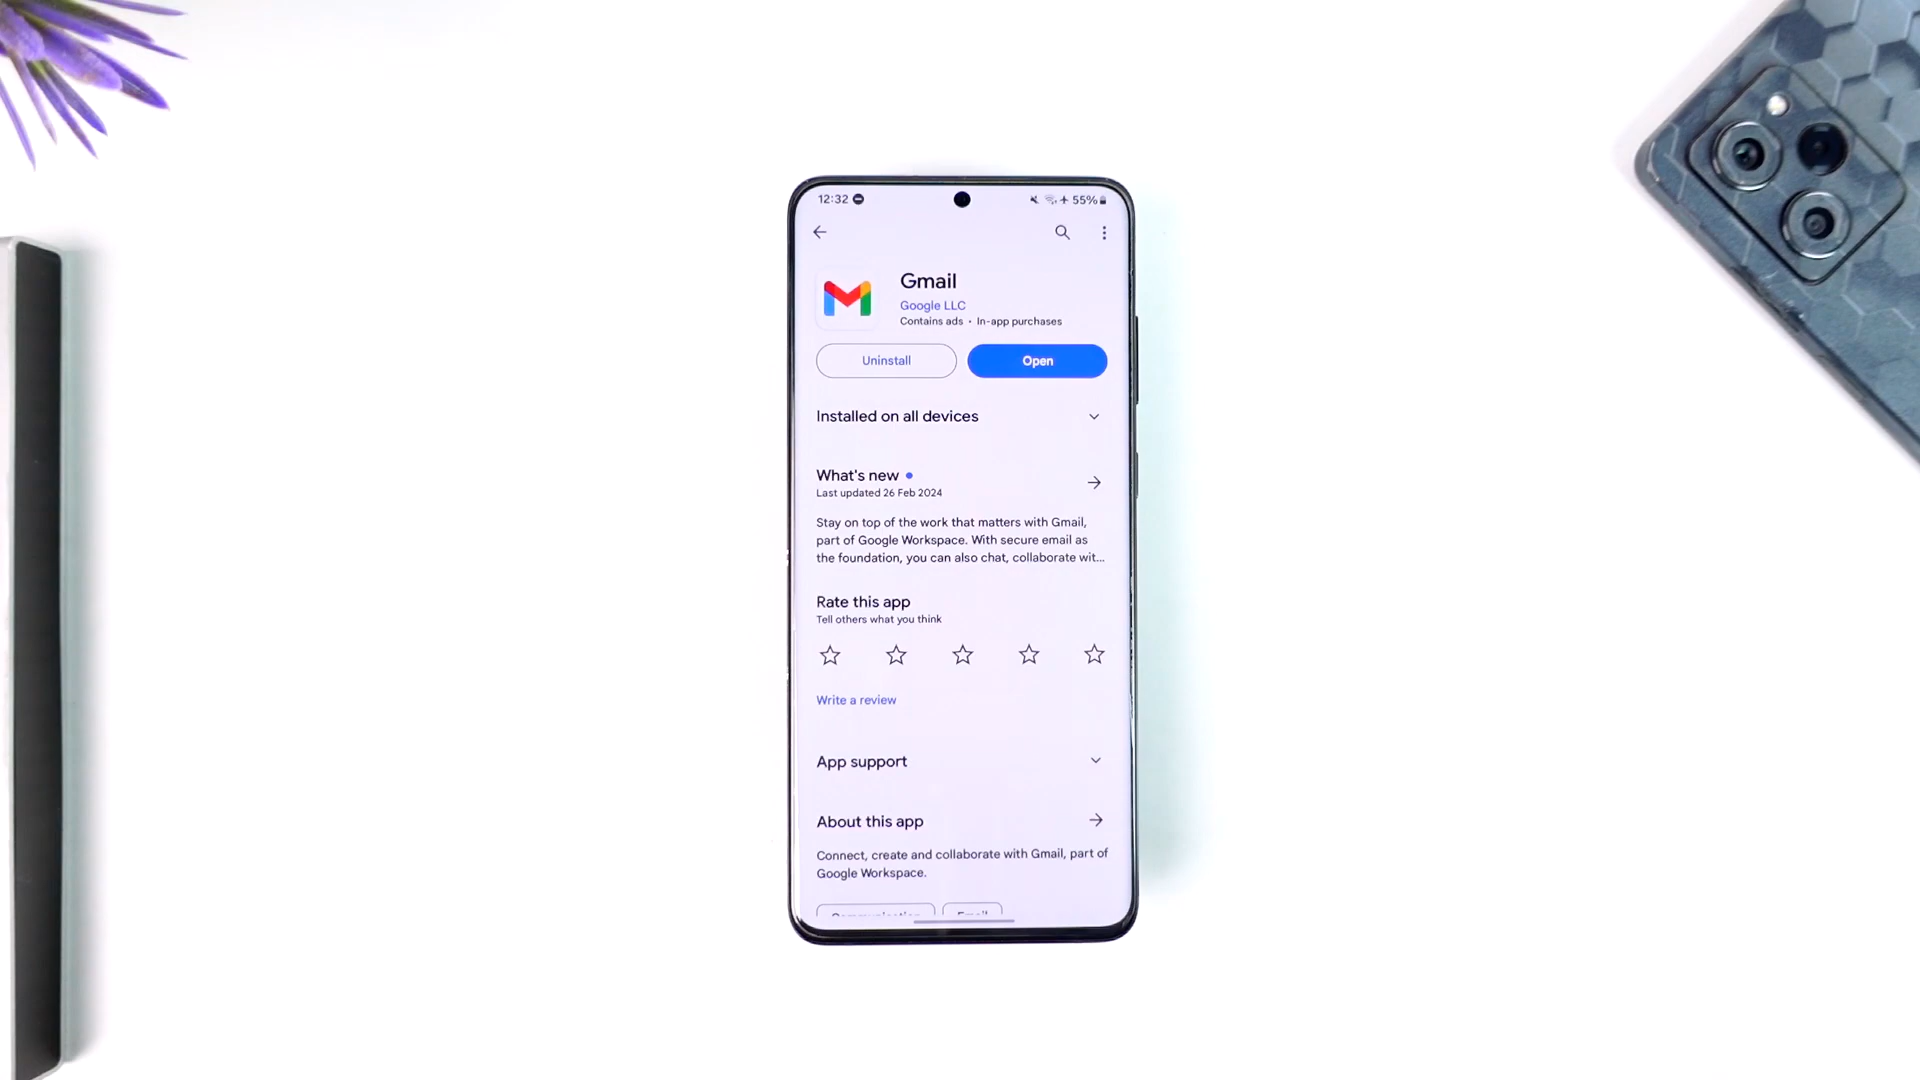 12:32 55%
Gmail
Google LLC
Contains ads • In-app purchases
Uninstall Open
Installed on all devices
What's new
Last updated 26 Feb 2024
Stay on top of the work that matters with Gmail,
part of Google Workspace. With secure email as
the foundation, you can also chat, collaborate wit...
Rate this app
Tell others what you think
Write a review
App support
About this app
Connect, create and collaborate with Gmail, part of
Google Workspace.
Communication Email